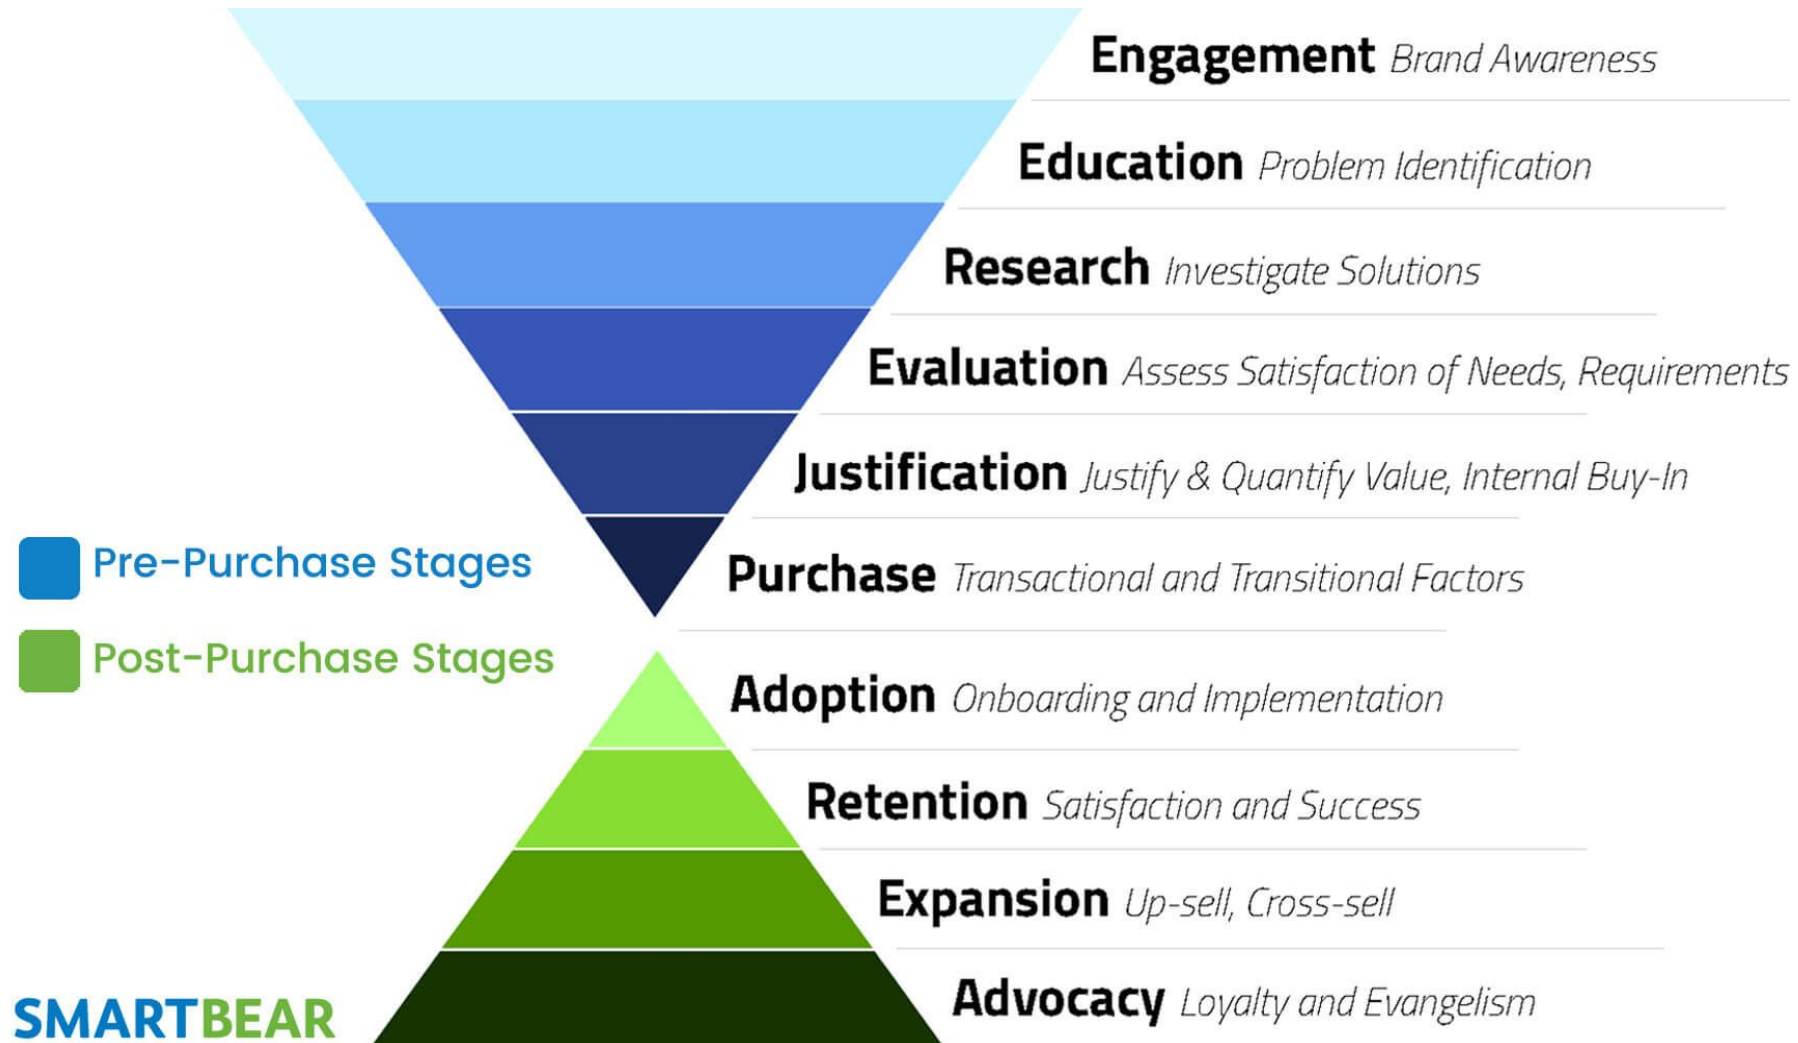 Engagement Brand Awareness
Education Problem Identification
Research Investigate Solutions
Evaluation Assess Satisfaction of Needs, Requirements
Justification Justify & Quantify Value, Internal Buy-In
Pre-Purchase Stages
Purchase Transactional and Transitional Factors
Post-Purchase Stages
Adoption Onboarding and Implementation
Retention Satisfaction and Success
Expansion Up-sell, Cross-sell
Advocacy Loyalty and Evangelism
SMARTBEAR